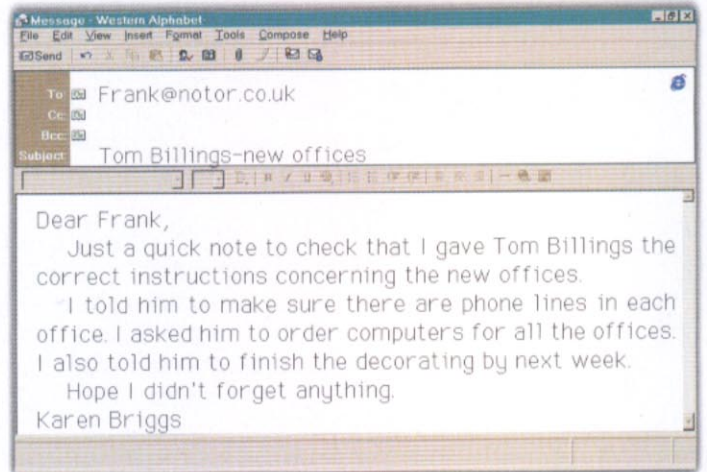 Message - Western Alphabet
File Edit View Insert Format Tools Compose Help
Send
To: Frank@notor.co.uk
Cc:
Bcc:
Subject: Tom Billings-new offices
Dear Frank,
Just a quick note to check that I gave Tom Billings the
correct instructions concerning the new offices.
I told him to make sure there are phone lines in each
office. I asked him to order computers for all the offices.
I also told him to finish the decorating by next week.
Hope I didn't forget anything.
Karen Briggs